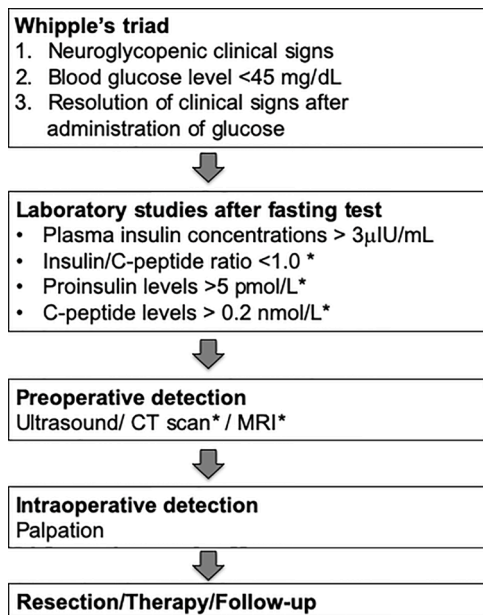 Whipple's triad
1. Neuroglycopenic clinical signs
2. Blood glucose level <45 mg/dL
3. Resolution of clinical signs after
administration of glucose
Laboratory studies after fasting test
• Plasma insulin concentrations > 3μIU/mL
• Insulin/C-peptide ratio <1.0 *
• Proinsulin levels >5 pmol/L*
• C-peptide levels > 0.2 nmol/L*
Preoperative detection
Ultrasound/ CT scan* / MRI*
Intraoperative detection
Palpation
Resection/Therapy/Follow-up